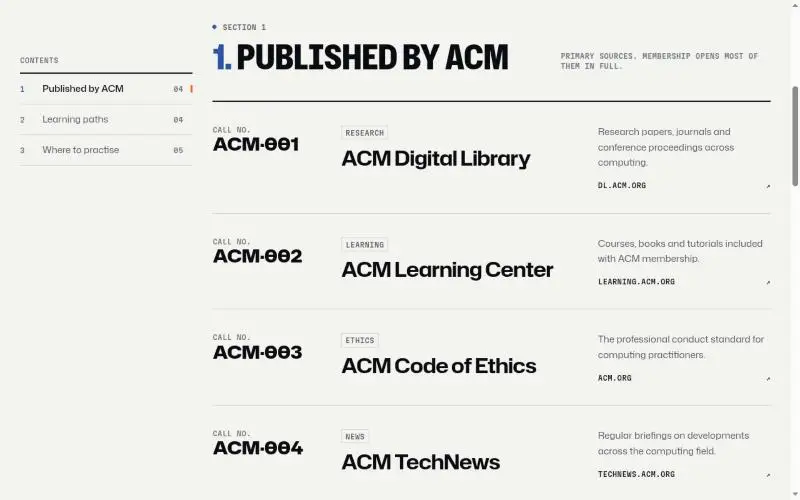 CONTENTS
1 Published by ACM 04
2 Learning paths 04
3 Where to practise 05
SECTION 1
1. PUBLISHED BY ACM
PRIMARY SOURCES. MEMBERSHIP OPENS MOST OF
THEM IN FULL.
CALL NO.
ACM-001
RESEARCH
ACM Digital Library
Research papers, journals and
conference proceedings across
computing.
DL.ACM.ORG ↗
CALL NO.
ACM-002
LEARNING
ACM Learning Center
Courses, books and tutorials included
with ACM membership.
LEARNING.ACM.ORG ↗
CALL NO.
ACM-003
ETHICS
ACM Code of Ethics
The professional conduct standard for
computing practitioners.
ACM.ORG ↗
CALL NO.
ACM-004
NEWS
ACM TechNews
Regular briefings on developments
across the computing field.
TECHNEWS.ACM.ORG ↗